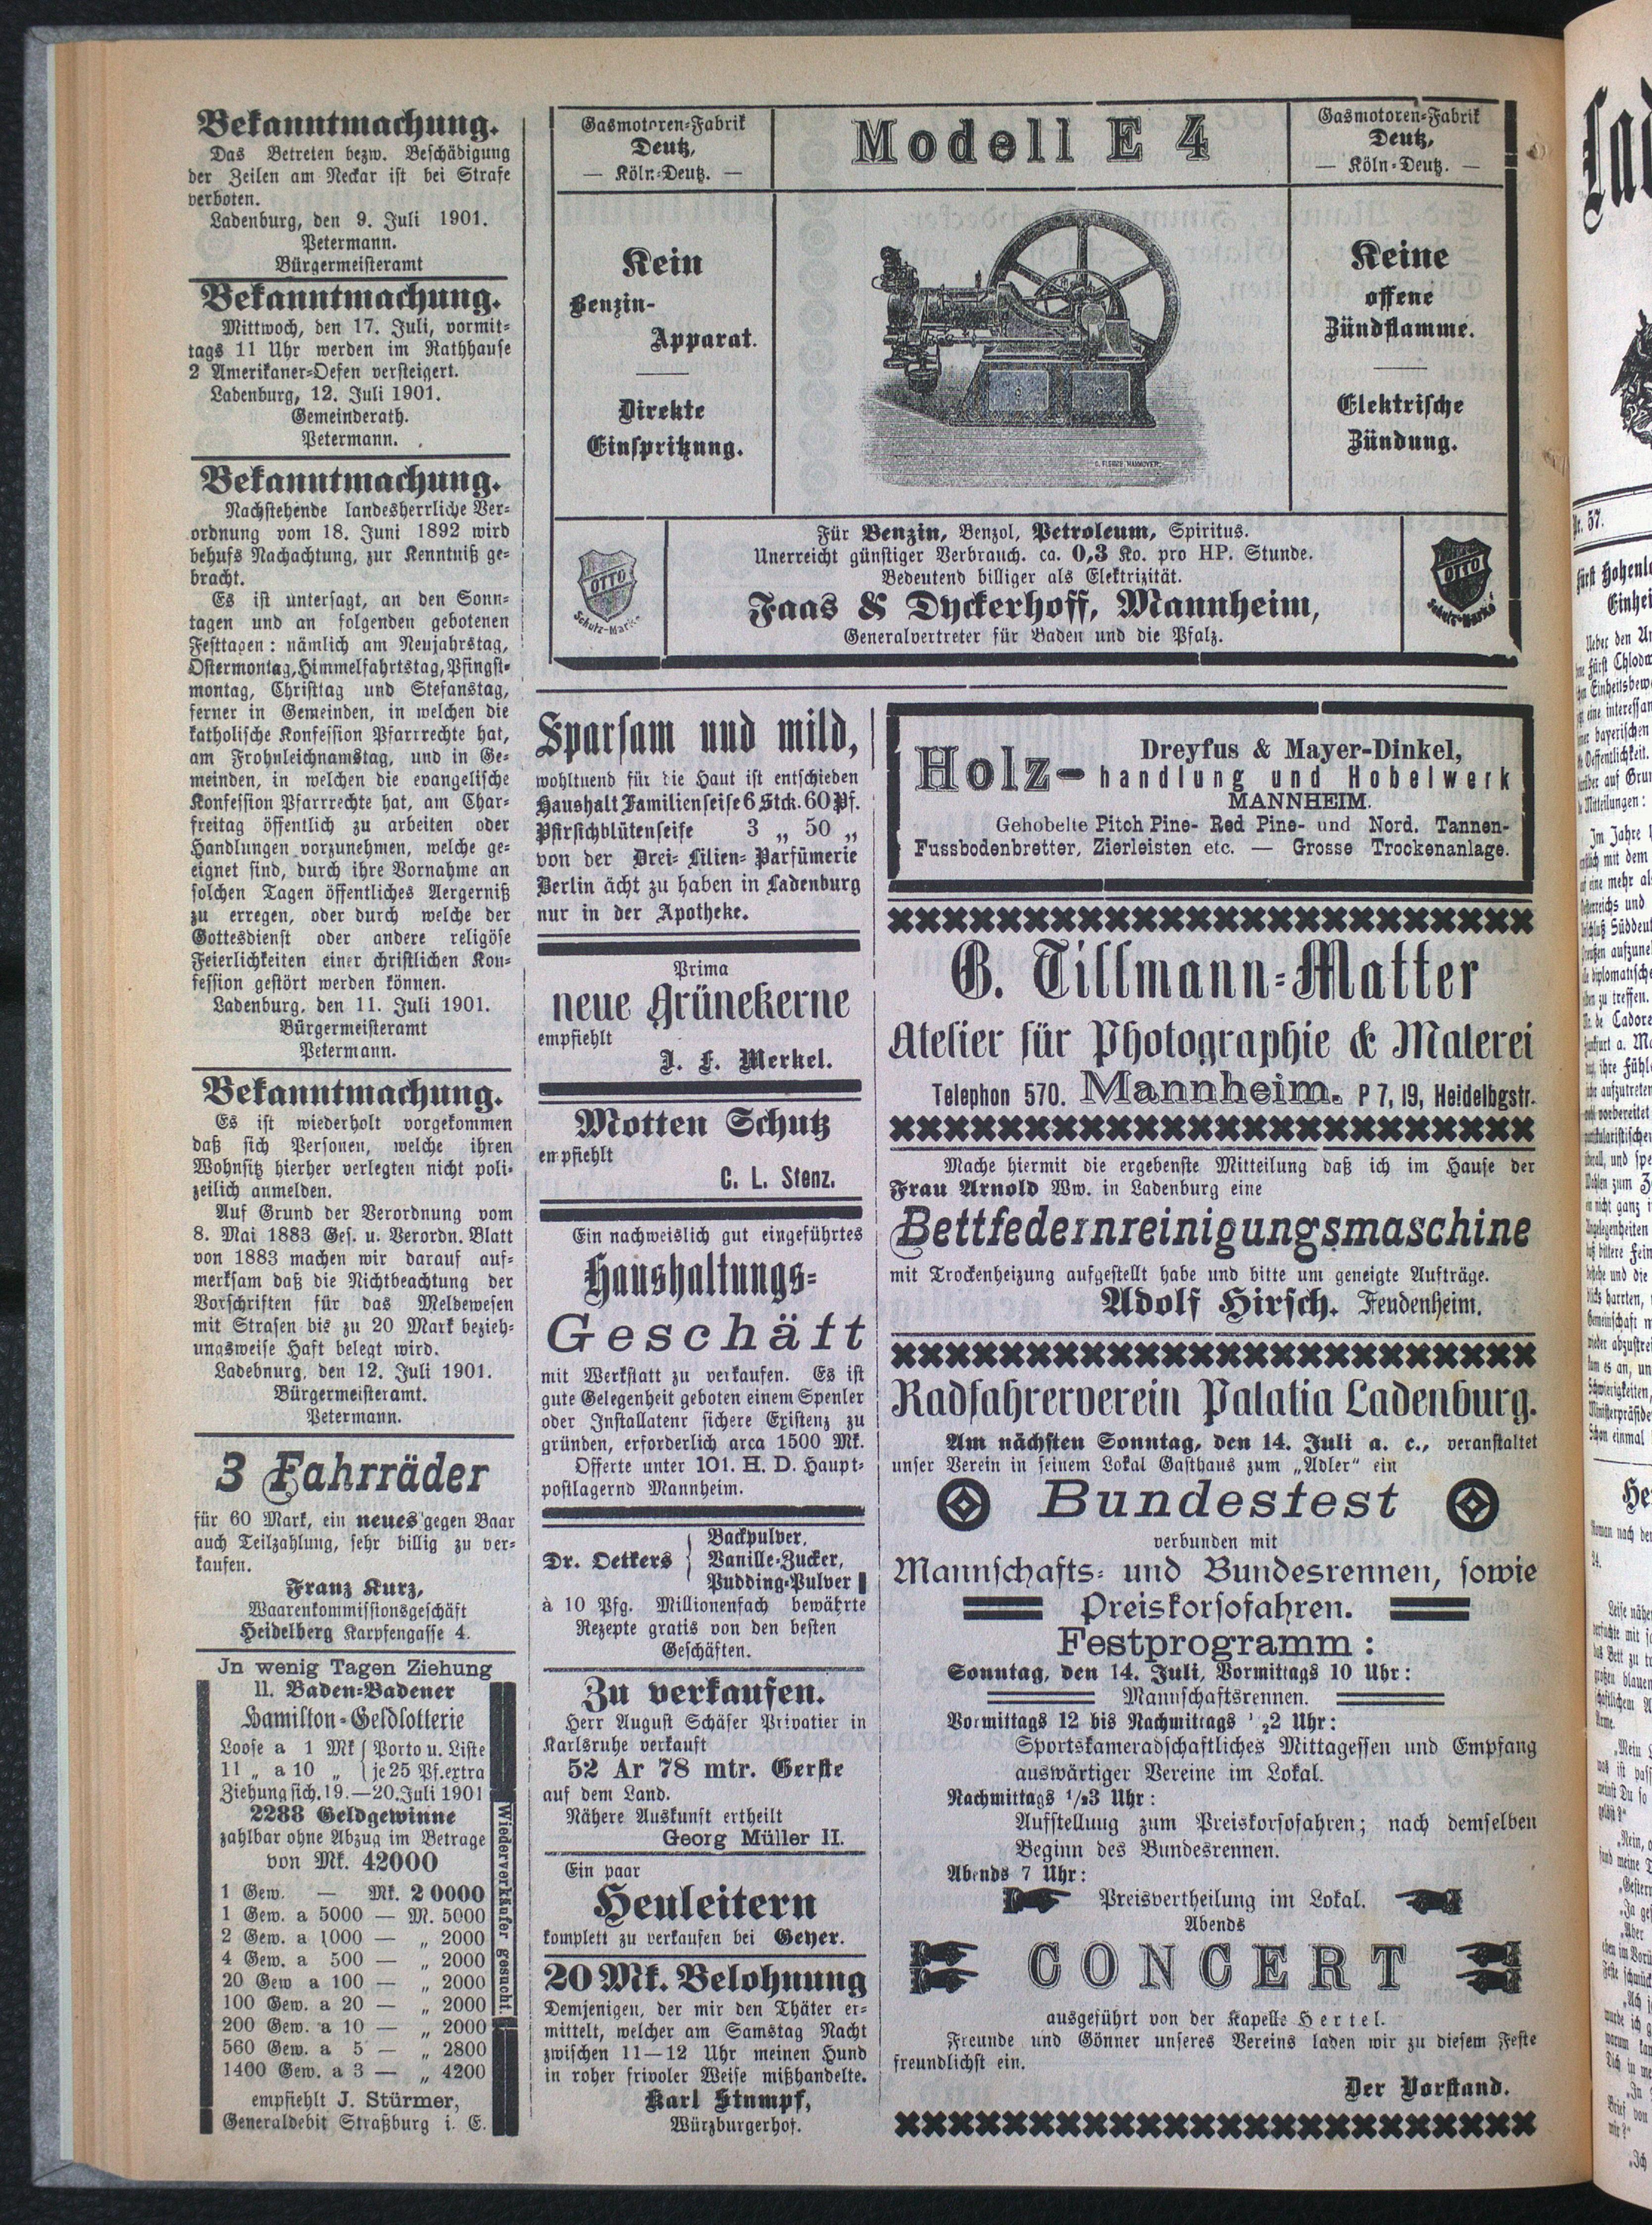 Bekanntmachung.
Das Betreten bezw. Beschädigung
der Zeilen am Neckar ist bei Strafe
verboten.
Ladenburg, den 9. Juli 1901.
Petermann.
Bürgermeisteramt
Bekanntmachung.
Mittwoch, den 17. Juli, vormit-
tags 11 Uhr werden im Rathhause
2 Amerikaner-Oefen versteigert.
Ladenburg, 12. Juli 1901.
Gemeinderath.
Petermann.
Bekanntmachung.
Nachstehende landesherrliche Ver-
ordnung vom 18. Juni 1892 wird
behufs Nachachtung, zur Kenntniß ge-
bracht.
Es ist untersagt, an den Sonn-
tagen und an folgenden gebotenen
Festtagen: nämlich am Neujahrstag,
Ostermontag, Himmelfahrtstag, Pfingst-
montag, Christtag und Stefanstag,
ferner in Gemeinden, in welchen die
katholische Konfession Pfarrrechte hat,
am Frohnleichnamstag, und in Ge-
meinden, in welchen die evangelische
Konfession Pfarrrechte hat, am Char-
freitag öffentlich zu arbeiten oder
Handlungen vorzunehmen, welche ge-
eignet sind, durch ihre Vornahme an
solchen Tagen öffentliches Aergerniß
zu erregen, oder durch welche der
Gottesdienst oder andere religöse
Feierlichkeiten einer christlichen Kon-
fession gestört werden können.
Ladenburg, den 11. Juli 1901.
Bürgermeisteramt
Petermann.
Bekanntmachung.
Es ist wiederholt vorgekommen
daß sich Personen, welche ihren
Wohnsitz hierher verlegten nicht poli-
zeilich anmelden.
Auf Grund der Verordnung vom
8. Mai 1883 Ges. u. Verordn. Blatt
von 1883 machen wir darauf auf-
merksam daß die Nichtbeachtung der
Vorschriften für das Meldewesen
mit Strafen bis zu 20 Mark bezieh-
ungsweise Haft belegt wird.
Ladebnurg, den 12. Juli 1901.
Bürgermeisteramt.
Petermann.
3 Fahrräder
für 60 Mark, ein neues gegen Baar
auch Teilzahlung, sehr billig zu ver-
kaufen.
Franz Kurz,
Waarenkommissionsgeschäft
Heidelberg Karpfengasse 4.
In wenig Tagen Ziehung
11. Baden-Badener
Hamilton-Geldlotterie
Loose a 1 Mk { Porto u. Liste
11 „ a 10 „ { je 25 Pf. extra
Ziehung sich. 19.—20. Juli 1901
2288 Geldgewinne
zahlbar ohne Abzug im Betrage
von Mk. 42000
1 Gew. — Mk. 20000
1 Gew. a 5000 — M. 5000
2 Gew. a 1000 — „ 2000
4 Gew. a 500 — „ 2000
20 Gew a 100 — „ 2000
100 Gew. a 20 — „ 2000
200 Gew. a 10 — „ 2000
560 Gew. a 5 — „ 2800
1400 Gew. a 3 — „ 4200
Wiederverkäufer gesucht.
empfiehlt J. Stürmer,
Generaldebit Straßburg i. E.
Gasmotoren-Fabrik
Deutz,
— Köln-Deutz. —
Modell E 4
Gasmotoren-Fabrik
Deutz,
— Köln-Deutz. —
Kein
Benzin-
Apparat.
Direkte
Einspritzung.
Keine
offene
Zündflamme.
Elektrische
Zündung.
OTTO
Schutz-Marke
Für Benzin, Benzol, Petroleum, Spiritus.
Unerreicht günstiger Verbrauch. ca. 0,3 Ko. pro HP. Stunde.
Bedeutend billiger als Elektrizität.
Faas & Dyckerhoff, Mannheim,
Generalvertreter für Baden und die Pfalz.
OTTO
Schutz-Marke
Sparsam und mild,
wohltuend für die Haut ist entschieden
Haushalt Familienseife 6 Stck. 60 Pf.
Pfirsichblütenseife 3 „ 50 „
von der Drei- Lilien- Parfümerie
Berlin ächt zu haben in Ladenburg
nur in der Apotheke.
Prima
neue Grünekerne
empfiehlt
J. F. Merkel.
Motten Schutz
empfiehlt
C. L. Stenz.
Ein nachweislich gut eingeführtes
Haushaltungs-
Geschäft
mit Werkstatt zu verkaufen. Es ist
gute Gelegenheit geboten einem Spenler
oder Installatenr sichere Existenz zu
gründen, erforderlich arca 1500 Mk.
Offerte unter 101. H. D. Haupt-
postlagernd Mannheim.
Dr. Oetkers { Backpulver,
Vanille-Zucker,
Pudding-Pulver
à 10 Pfg. Millionenfach bewährte
Rezepte gratis von den besten
Geschäften.
Zu verkaufen.
Herr August Schäfer Privatier in
Karlsruhe verkauft
52 Ar 78 mtr. Gerste
auf dem Land.
Nähere Auskunft ertheilt
Georg Müller II.
Ein paar
Heuleitern
komplett zu verkaufen bei Geyer.
20 Mk. Belohnung
Demjenigen, der mir den Thäter er-
mittelt, welcher am Samstag Nacht
zwischen 11—12 Uhr meinen Hund
in roher frivoler Weise mißhandelte.
Karl Stumpf,
Würzburgerhof.
Dreyfus & Mayer-Dinkel,
Holz-handlung und Hobelwerk
MANNHEIM.
Gehobelte Pitch Pine- Red Pine- und Nord. Tannen-
Fussbodenbretter, Zierleisten etc. — Grosse Trockenanlage.
G. Tillmann-Matter
Atelier für Photographie & Malerei
Telephon 570. Mannheim. P 7, 19, Heidelbgstr.
Mache hiermit die ergebenste Mitteilung daß ich im Hause der
Frau Arnold Ww. in Ladenburg eine
Bettfedernreinigungsmaschine
mit Trockenheizung aufgestellt habe und bitte um geneigte Aufträge.
Adolf Hirsch. Feudenheim.
Radfahrerverein Palatia Ladenburg.
Am nächsten Sonntag, den 14. Juli a. c., veranstaltet
unser Verein in seinem Lokal Gasthaus zum „Adler“ ein
Bundesfest
verbunden mit
Mannschafts- und Bundesrennen, sowie
Preiskorsofahren.
Festprogramm:
Sonntag, den 14. Juli, Vormittags 10 Uhr:
Mannschaftsrennen.
Vormittags 12 bis Nachmittags 1/22 Uhr:
Sportskameradschaftliches Mittagessen und Empfang
auswärtiger Vereine im Lokal.
Nachmittags 1/23 Uhr:
Aufstellung zum Preiskorsofahren; nach demselben
Beginn des Bundesrennen.
Abends 7 Uhr:
Preisvertheilung im Lokal.
Abends
CONCERT
ausgeführt von der Kapelle Hertel.
Freunde und Gönner unseres Vereins laden wir zu diesem Feste
freundlichst ein.
Der Vorstand.